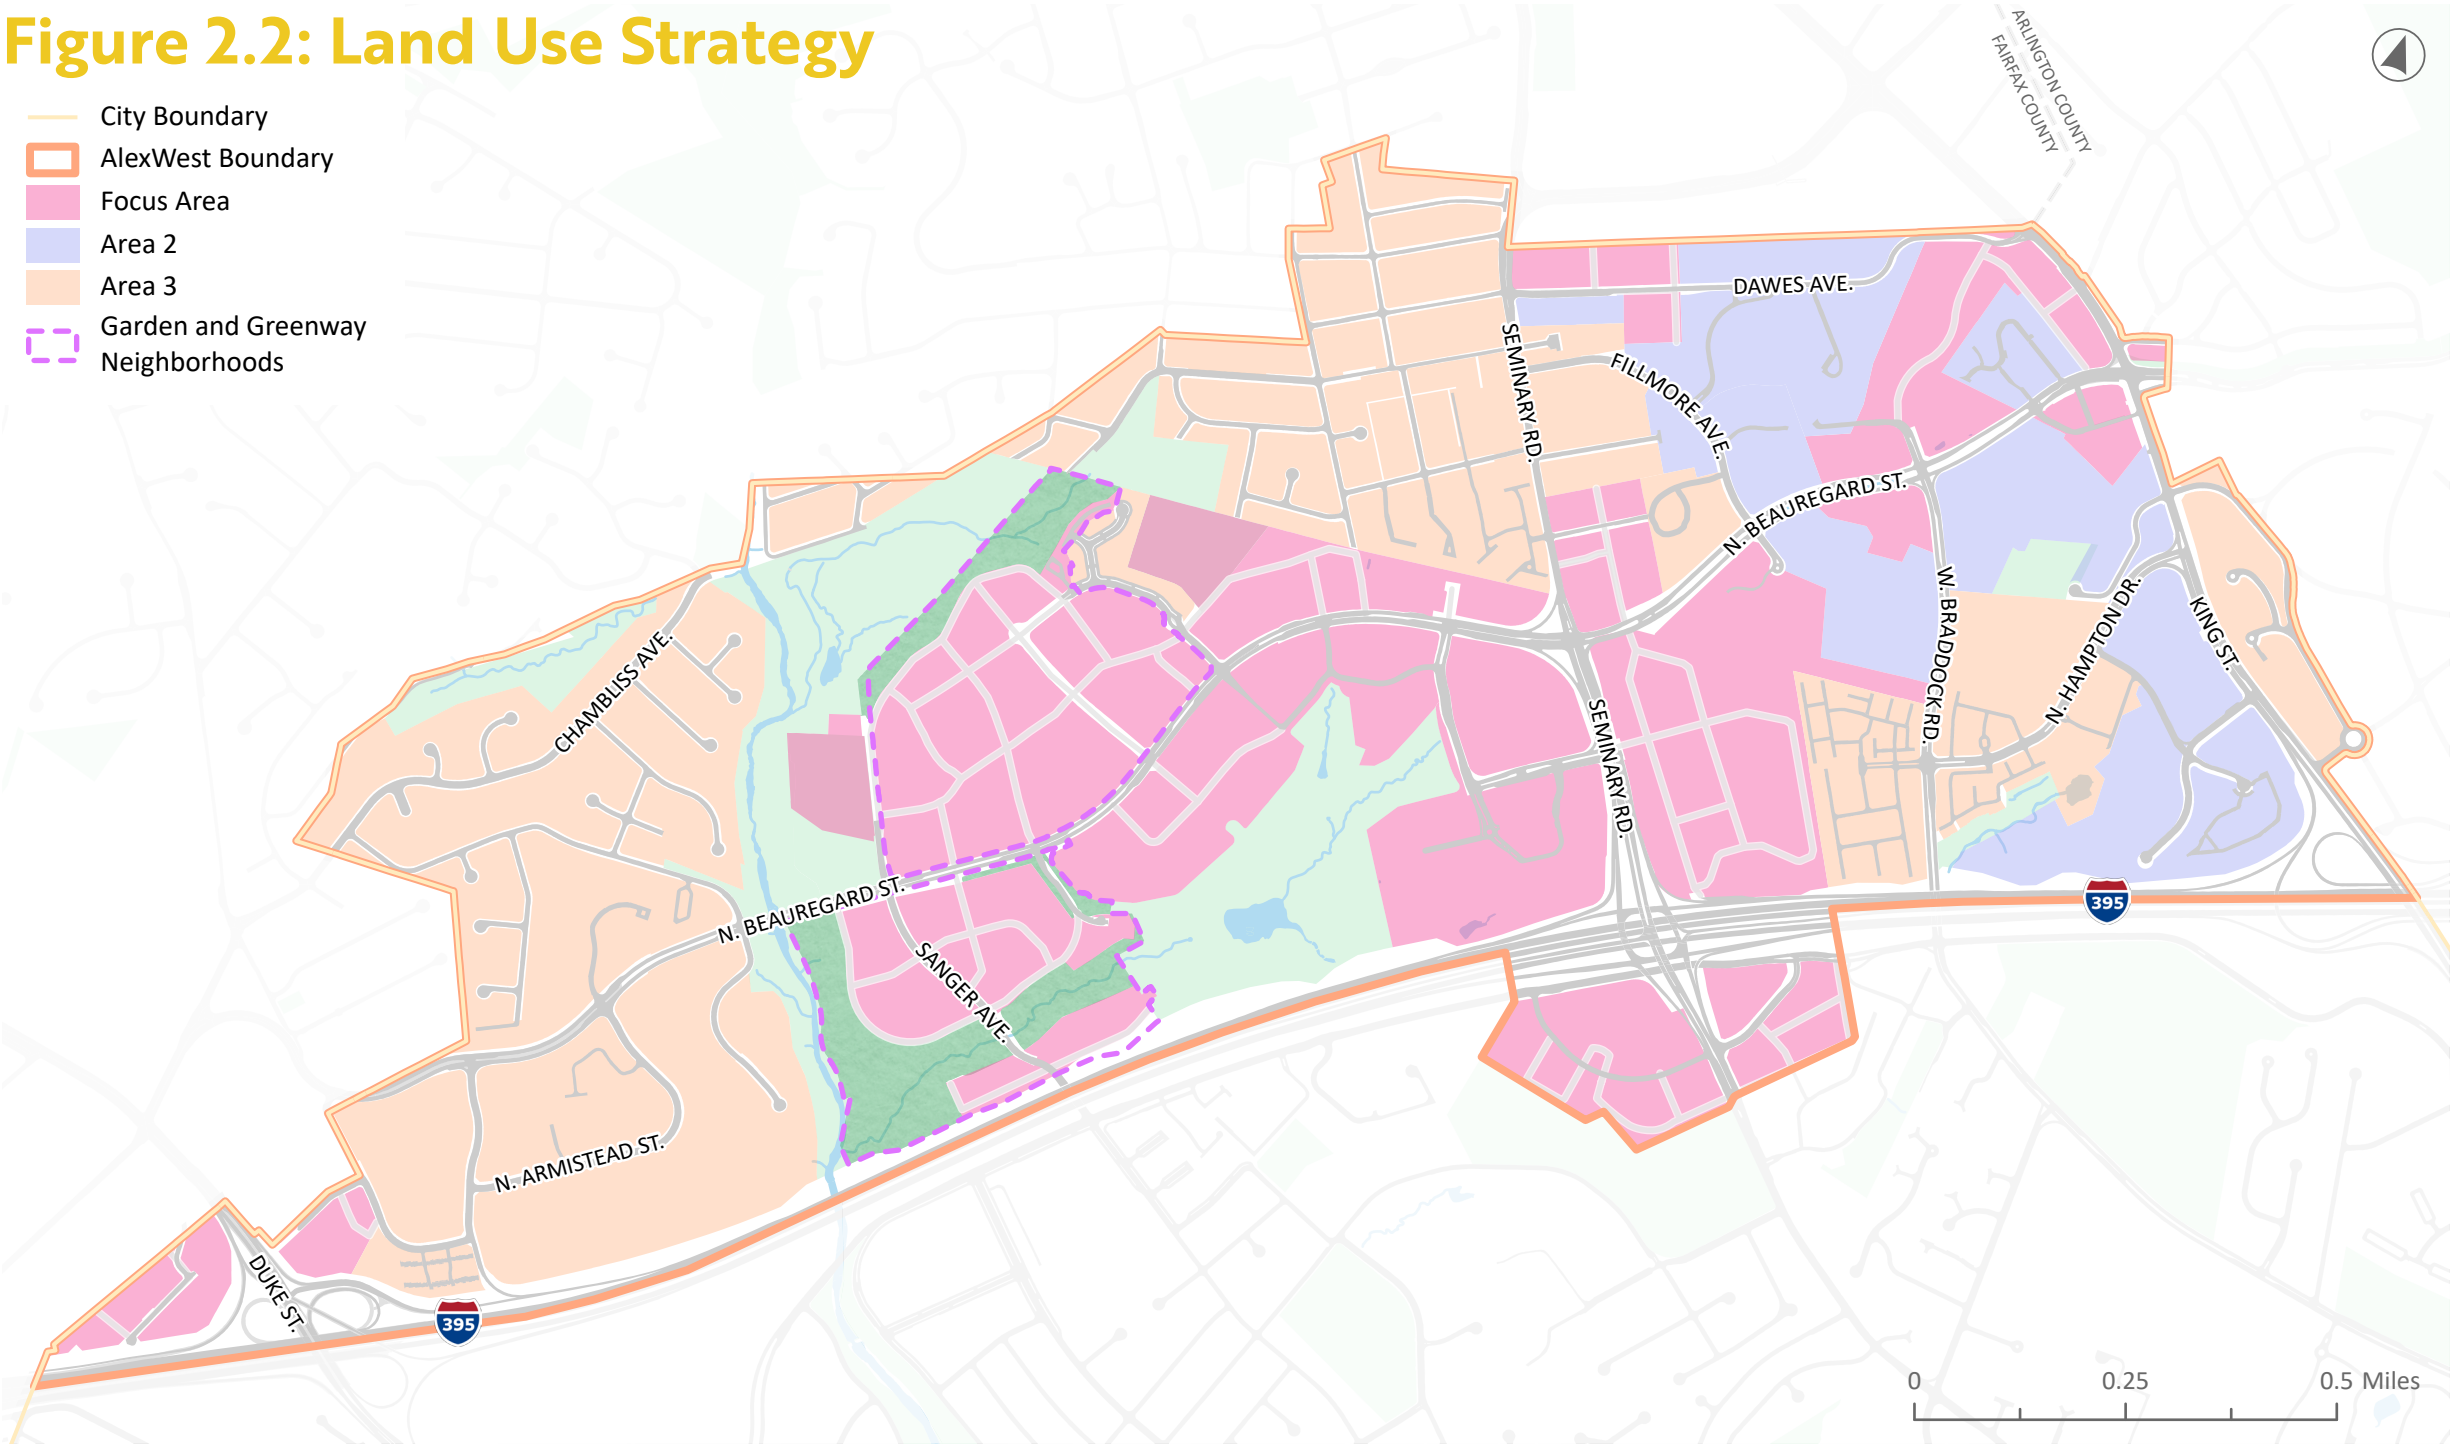 Figure 2.2: Land Use Strategy
City Boundary
AlexWest Boundary
Focus Area
Area 2
Area 3
Garden and Greenway
Neighborhoods
ARLINGTON COUNTY
FAIRFAX COUNTY
DAWES AVE.
SEMINARY RD.
FILLMORE AVE.
N. BEAUREGARD ST.
W. BRADDOCK RD.
N. HAMPTON DR.
KING ST.
CHAMBLISS AVE.
SEMINARY RD.
N. BEAUREGARD ST.
SANGER AVE.
395
N. ARMISTEAD ST.
DUKE ST.
395
0 0.25 0.5 Miles